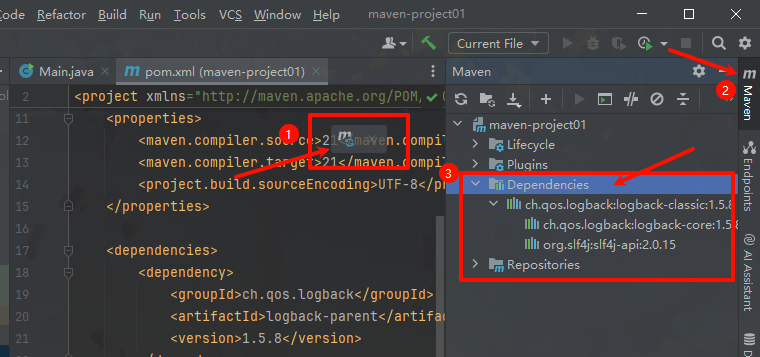 Code Refactor Build Run Tools VCS Window Help maven-project01
Current File
Main.java pom.xml (maven-project01) Maven
2 <project xmlns="http://maven.apache.org/POM,
11 <properties>
12 <maven.compiler.source>21</maven.compil
13 <maven.compiler.target>21</maven.compil
14 <project.build.sourceEncoding>UTF-8</pr
15 </properties>
16
17 <dependencies>
18 <dependency>
19 <groupId>ch.qos.logback</groupId>
20 <artifactId>logback-parent</artifac
21 <version>1.5.8</version>
maven-project01
Lifecycle
Plugins
Dependencies
ch.qos.logback:logback-classic:1.5.8
ch.qos.logback:logback-core:1.5.8
org.slf4j:slf4j-api:2.0.15
Repositories
1
2
3
m
Maven
Endpoints
AI Assistant